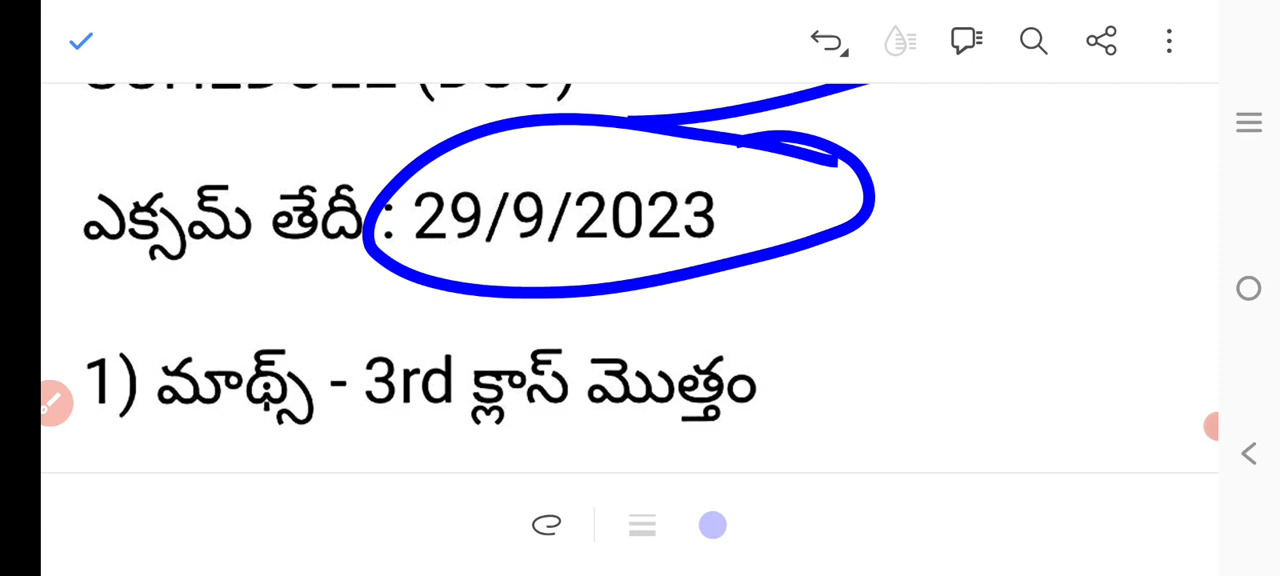 ఎక్సమ్ తేదీ : 29/9/2023
1) మాథ్స్ - 3rd క్లాస్ మొత్తం